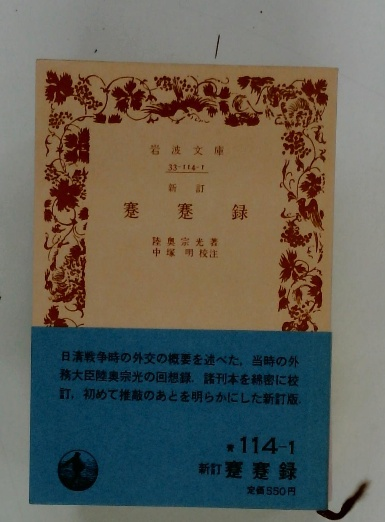 岩波文庫
33-114-1
新訂
蹇蹇録
陸奥宗光著
中塚明校注
日清戦争時の外交の概要を述べた,当時の外
務大臣陸奥宗光の回想録.諸刊本を綿密に校
訂,初めて推敲のあとを明らかにした新訂版.
青 114-1
新訂 蹇蹇録
定価550円